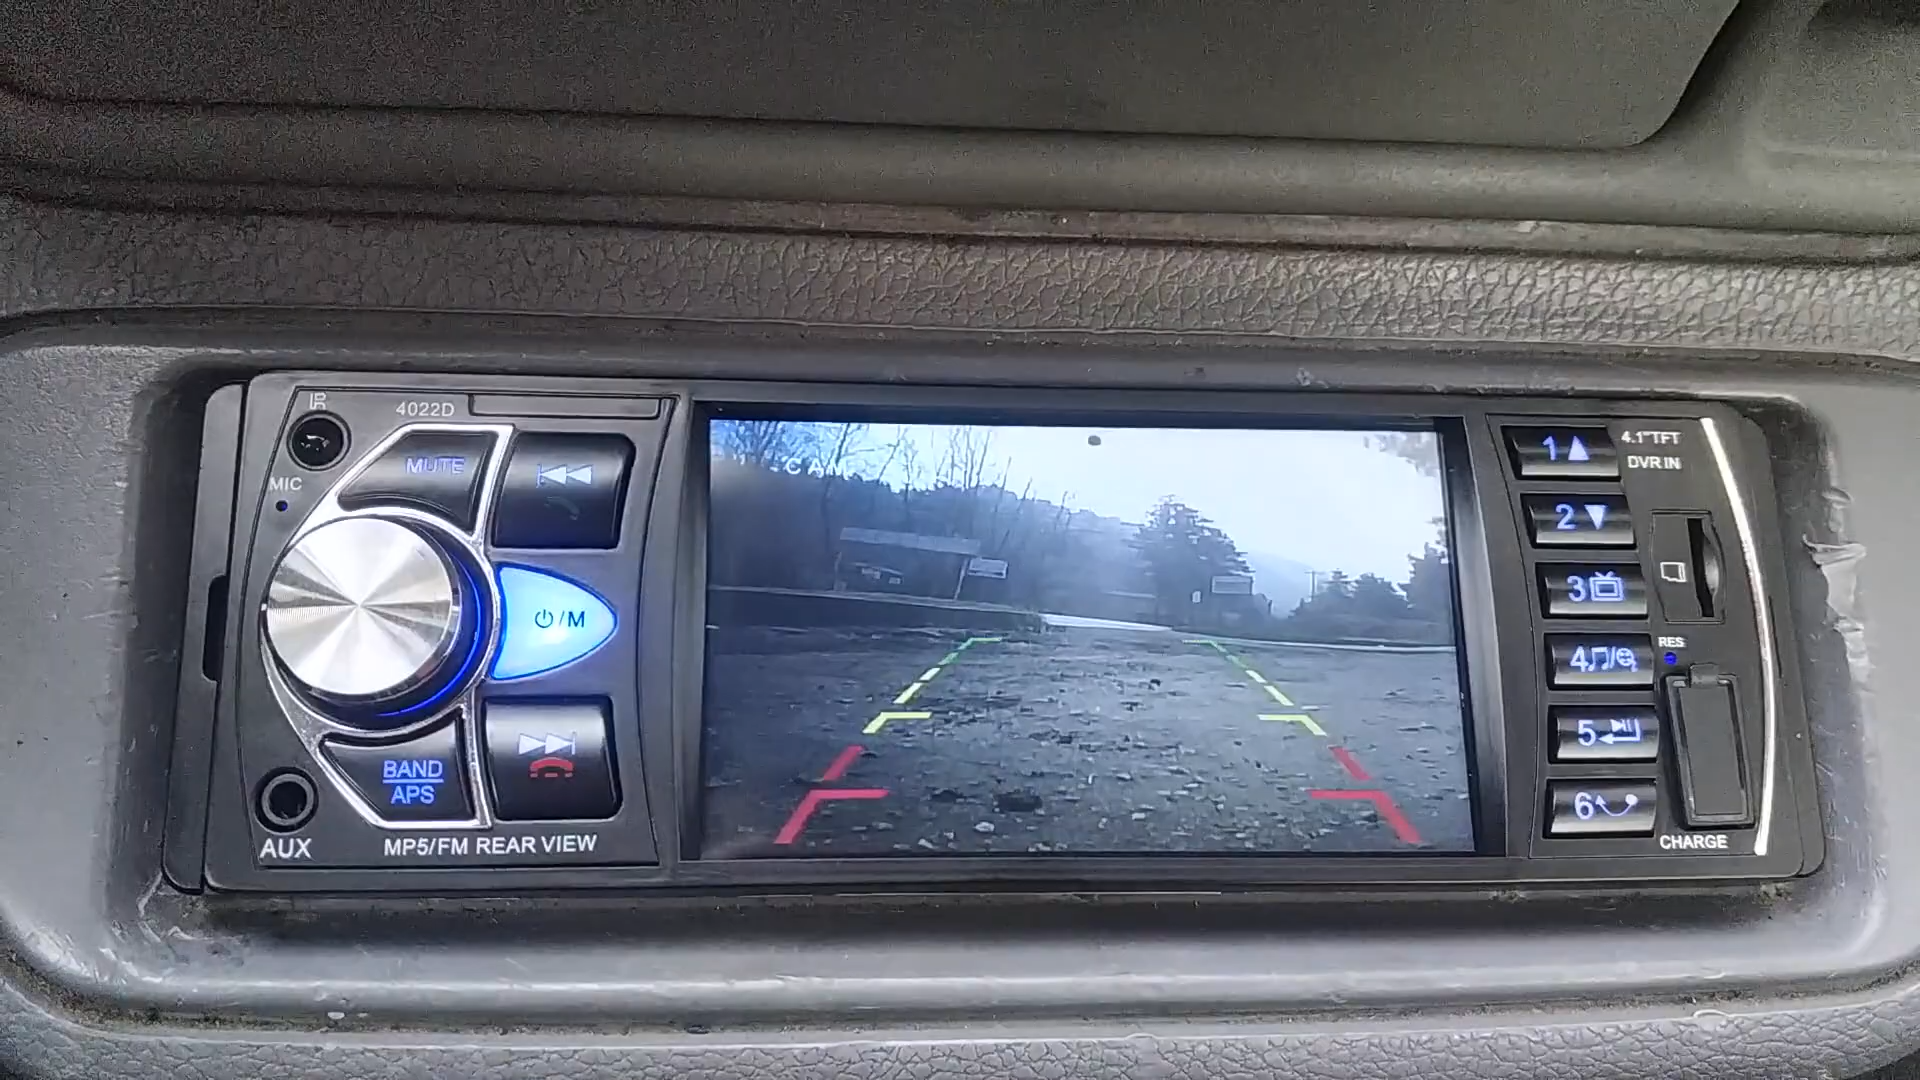 IR
4022D
MUTE
MIC
⏻/M
BAND
APS
AUX
MP5/FM REAR VIEW
CAM
1
2
3
4
5
6
4.1"TFT
DVR IN
RES
CHARGE